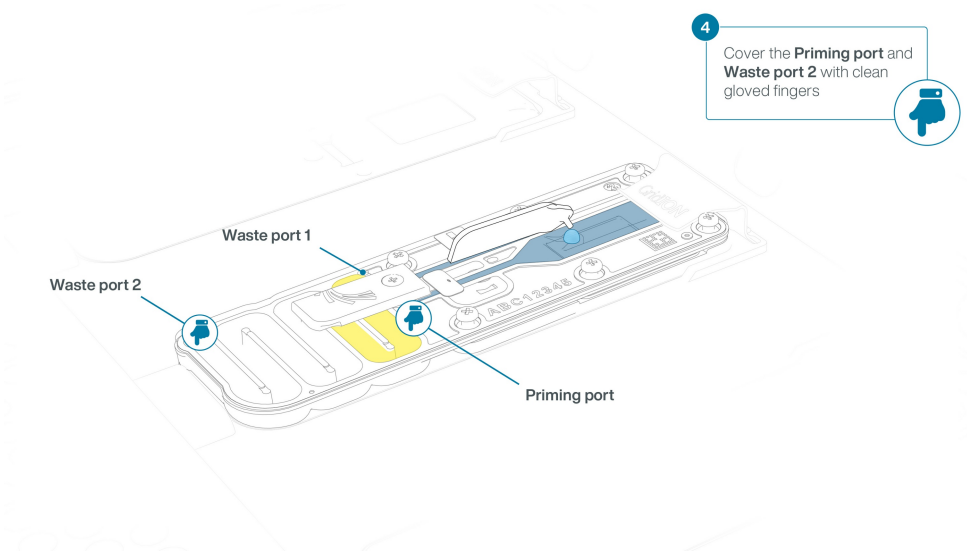 4
Cover the Priming port and
Waste port 2 with clean
gloved fingers
GridION
Waste port 1
Waste port 2
ABC12345
Priming port